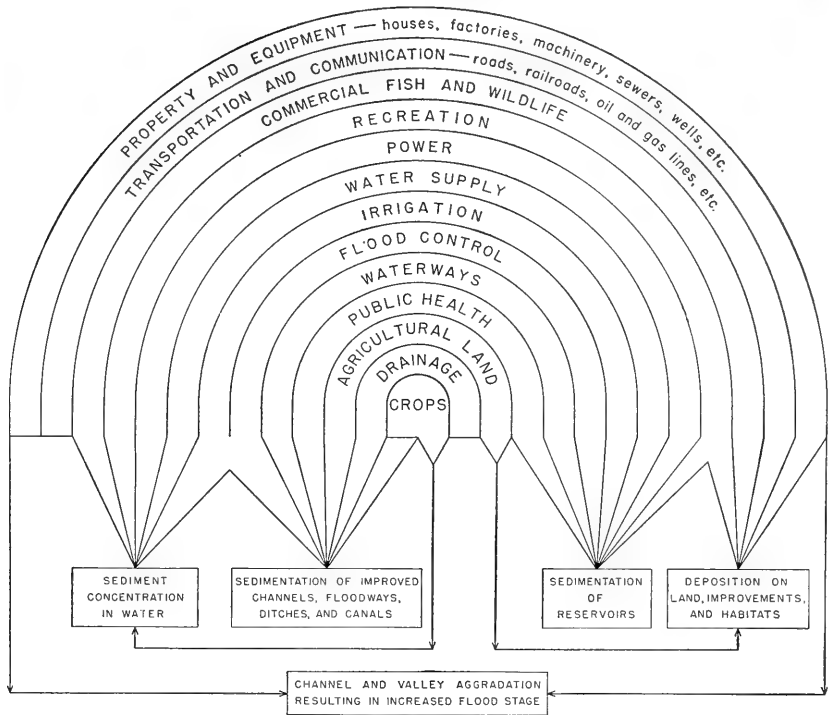 PROPERTY AND EQUIPMENT — houses, factories, machinery, sewers, wells, etc.
TRANSPORTATION AND COMMUNICATION — roads, railroads, oil and gas lines, etc.
COMMERCIAL FISH AND WILDLIFE
RECREATION
POWER
WATER SUPPLY
IRRIGATION
FLOOD CONTROL
WATERWAYS
PUBLIC HEALTH
AGRICULTURAL LAND
DRAINAGE
CROPS
SEDIMENT
CONCENTRATION
IN WATER
SEDIMENTATION OF IMPROVED
CHANNELS, FLOODWAYS,
DITCHES, AND CANALS
SEDIMENTATION
OF
RESERVOIRS
DEPOSITION ON
LAND, IMPROVEMENTS,
AND HABITATS
CHANNEL AND VALLEY AGGRADATION
RESULTING IN INCREASED FLOOD STAGE